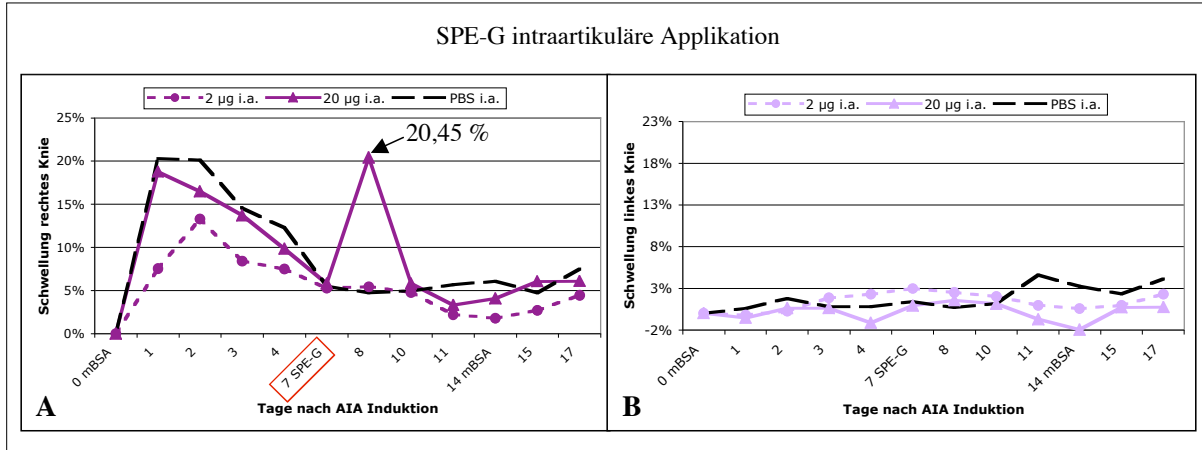 SPE-G intraartikuläre Applikation
2 µg i.a. 20 µg i.a. PBS i.a.
20,45 %
Schwellung rechtes Knie
25%
20%
15%
10%
5%
0%
0 mBSA 1 2 3 4 7 SPE-G 8 10 11 14 mBSA 15 17
Tage nach AIA Induktion
A
2 µg i.a. 20 µg i.a. PBS i.a.
Schwellung linkes Knie
23%
18%
13%
8%
3%
-2%
0 mBSA 1 2 3 4 7 SPE-G 8 10 11 14 mBSA 15 17
Tage nach AIA Induktion
B